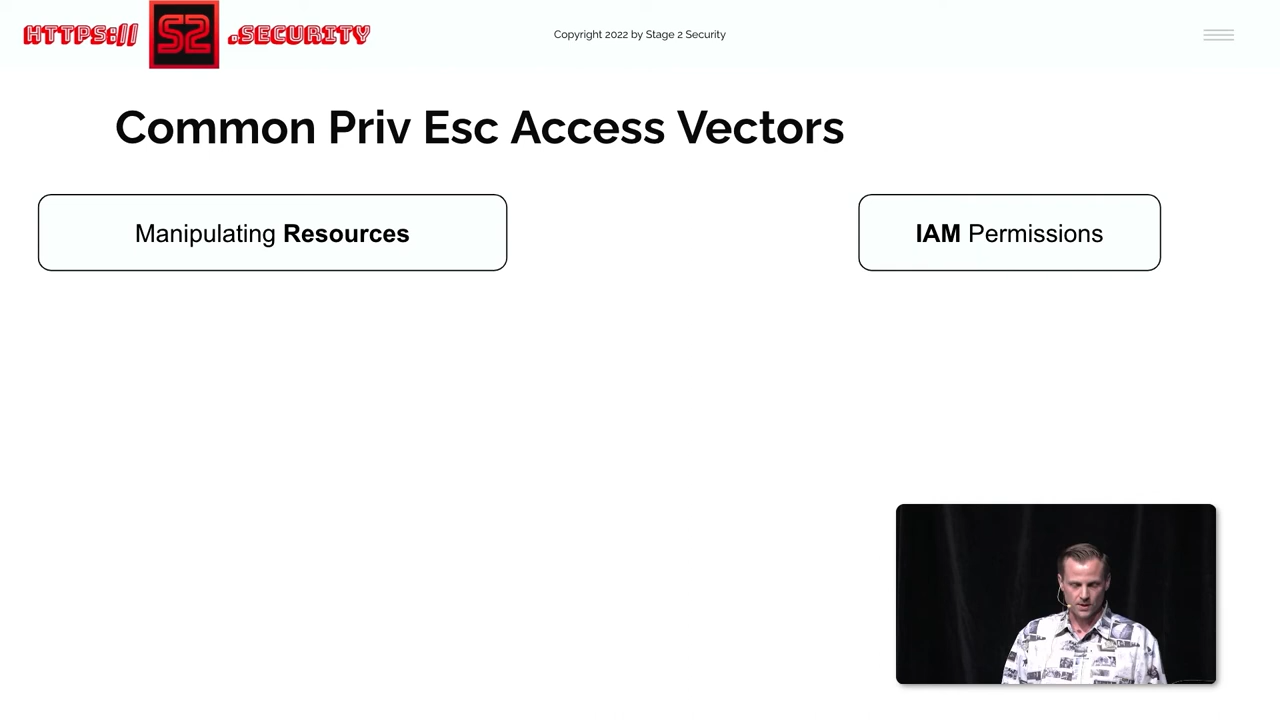 HTTPS:// S2 .SECURITY
Copyright 2022 by Stage 2 Security
Common Priv Esc Access Vectors
Manipulating Resources
IAM Permissions